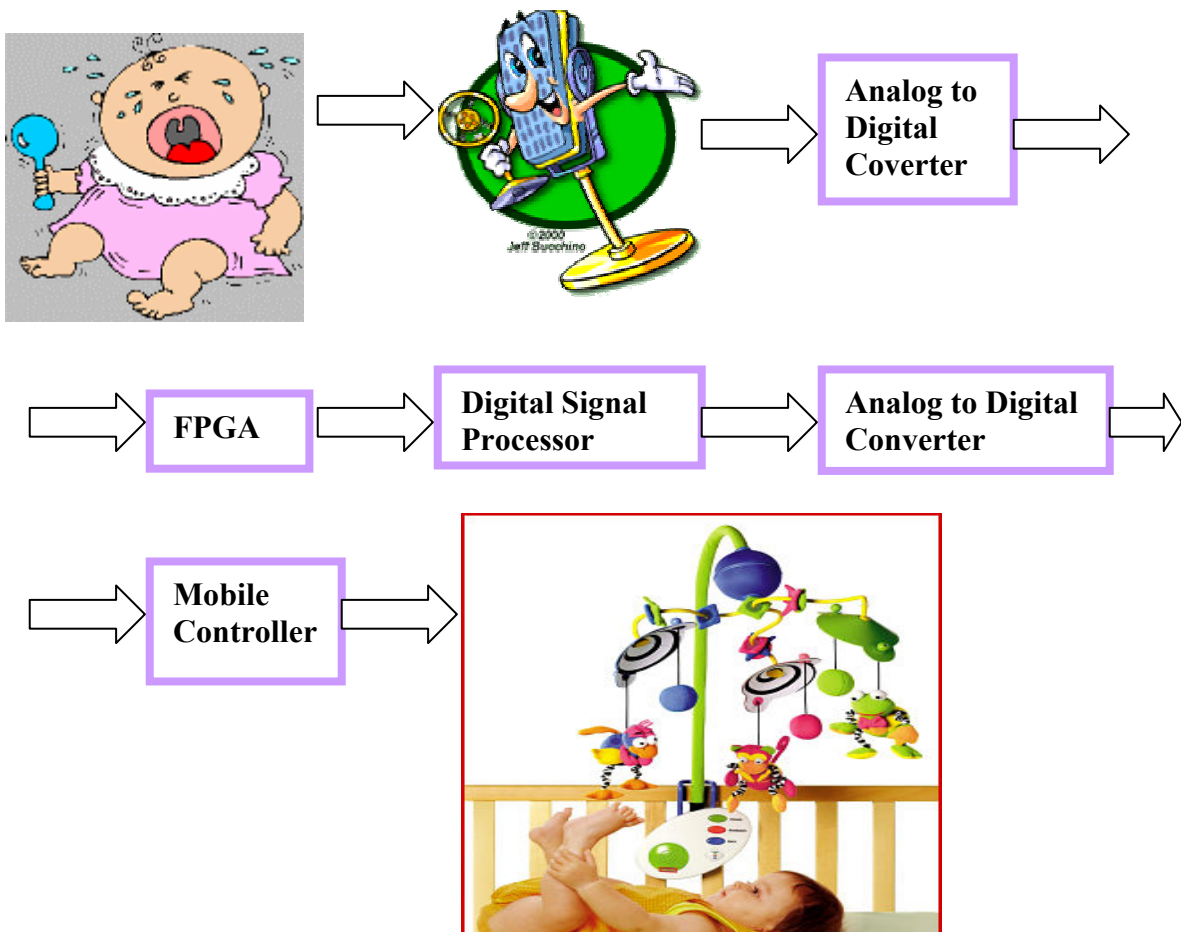 Analog to
Digital
Coverter
©2000
Jeff Bucchino
FPGA
Digital Signal
Processor
Analog to Digital
Converter
Mobile
Controller